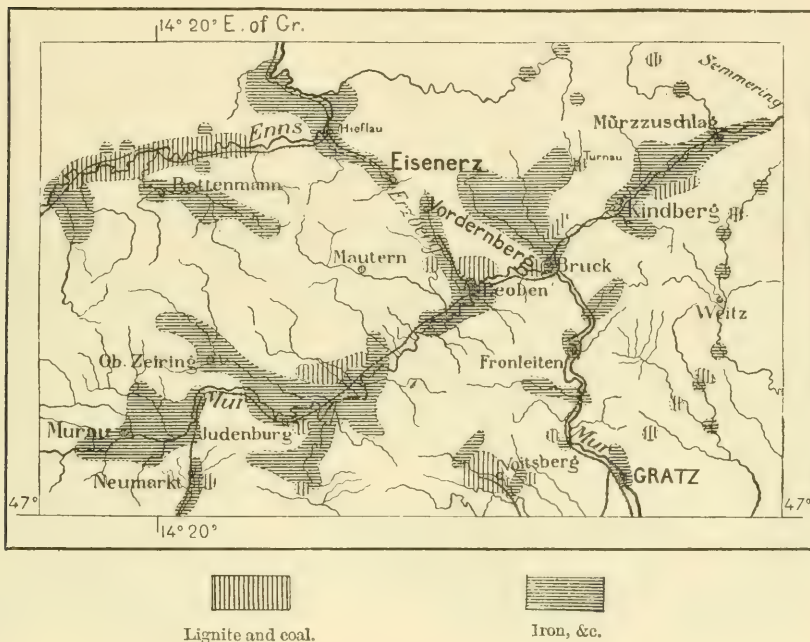 14° 20' E. of Gr.
Semmering
Mürzzuschlag
Enns
Hieflau
Eisenerz
Turnau
Rottenmann
Vordernberg
Kindberg
Mautern
Bruck
Leoben
Weitz
Ob. Zeiring
Fronleiten
Mur
Murau
Judenburg
Mur
Neumarkt
Voitsberg
GRATZ
47°
47°
14° 20'
Lignite and coal.
Iron, &c.